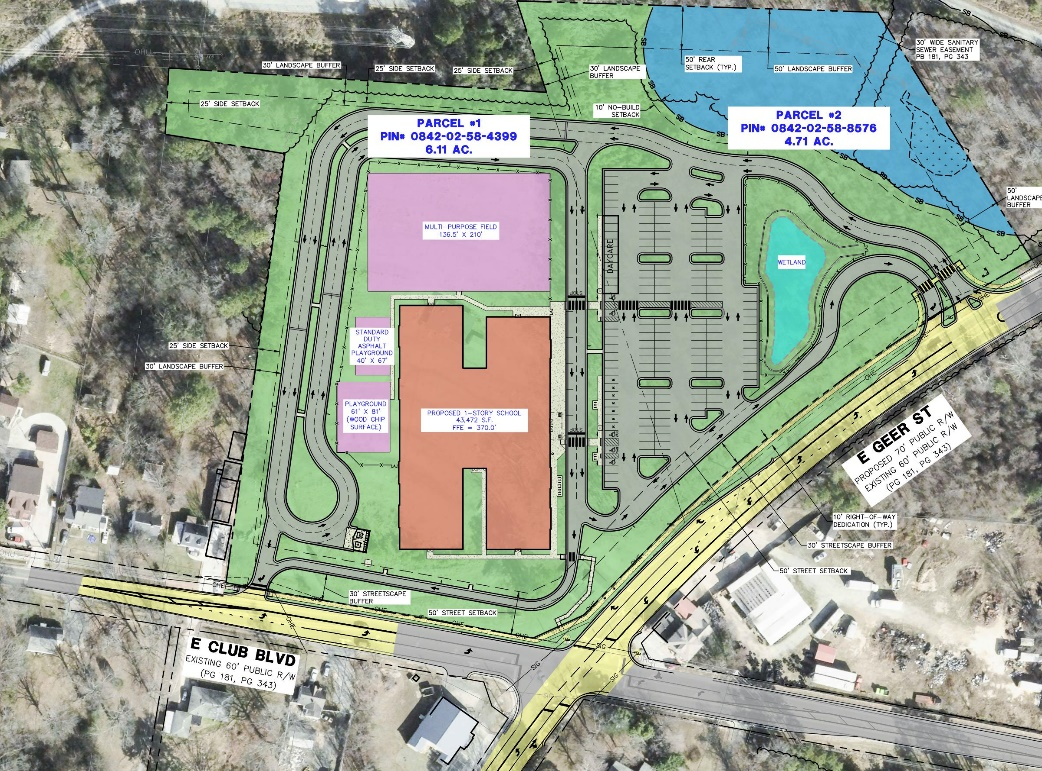 30' LANDSCAPE BUFFER
25' SIDE SETBACK
25' SIDE SETBACK
25' SIDE SETBACK
30' LANDSCAPE
BUFFER
50' REAR
SETBACK (TYP.)
50' LANDSCAPE BUFFER
30' WIDE SANITARY
SEWER EASEMENT
PB 181, PG 343
10' NO-BUILD
SETBACK
PARCEL #1
PIN# 0842-02-58-4399
6.11 AC.
PARCEL #2
PIN# 0842-02-58-8576
4.71 AC.
50'
LANDSCAPE
BUFFER
MULTI PURPOSE FIELD
136.5' X 210'
DAYCARE
WETLAND
STANDARD
DUTY
ASPHALT
PLAYGROUND
40' X 67'
25' SIDE SETBACK
30' LANDSCAPE BUFFER
PLAYGROUND
61' X 81'
(WOOD CHIP
SURFACE)
PROPOSED 1-STORY SCHOOL
43,472 S.F.
FFE = 370.0'
E GEER ST
PROPOSED 70' PUBLIC R/W
EXISTING 60' PUBLIC R/W
(PG 181, PG 343)
10' RIGHT-OF-WAY
DEDICATION (TYP.)
30' STREETSCAPE BUFFER
50' STREET SETBACK
30' STREETSCAPE
BUFFER
50' STREET SETBACK
E CLUB BLVD
EXISTING 60' PUBLIC R/W
(PG 181, PG 343)
SIG
SIG